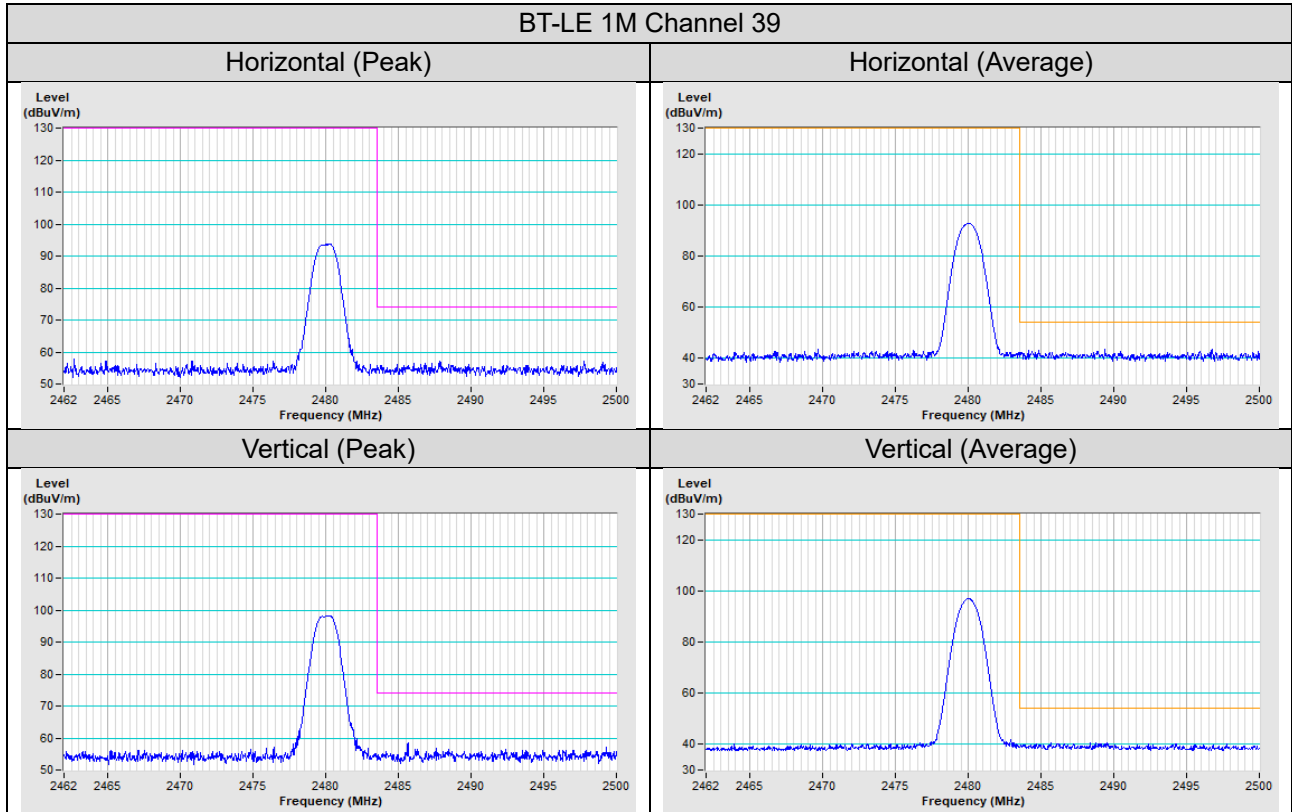 BT-LE 1M Channel 39
Horizontal (Peak)
Horizontal (Average)
Level
(dBuV/m)
130
120
110
100
90
80
70
60
50
2462 2465 2470 2475 2480 2485 2490 2495 2500
Frequency (MHz)
Level
(dBuV/m)
130
120
100
80
60
40
30
2462 2465 2470 2475 2480 2485 2490 2495 2500
Frequency (MHz)
Vertical (Peak)
Vertical (Average)
Level
(dBuV/m)
130
120
110
100
90
80
70
60
50
2462 2465 2470 2475 2480 2485 2490 2495 2500
Frequency (MHz)
Level
(dBuV/m)
130
120
100
80
60
40
30
2462 2465 2470 2475 2480 2485 2490 2495 2500
Frequency (MHz)